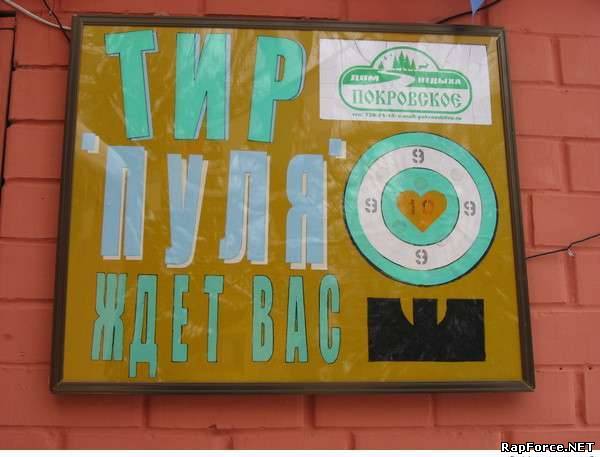 ТИР
"ПУЛЯ"
ЖДЕТ ВАС
ДОМ ОТДЫХА
ПОКРОВСКОЕ
9
9 10 9
9
RapForce.NET